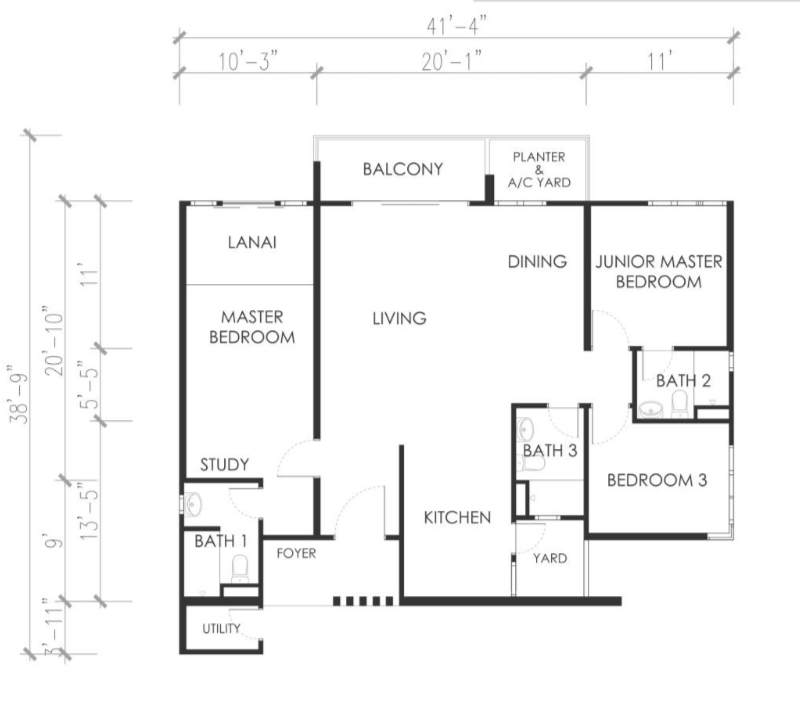 41'-4"
10'-3"
20'-1"
11'
BALCONY
PLANTER
&
A/C YARD
LANAI
DINING
JUNIOR MASTER
BEDROOM
MASTER
BEDROOM
LIVING
BATH 2
STUDY
BATH 3
BEDROOM 3
KITCHEN
BATH 1
FOYER
YARD
UTILITY
38'-9"
20'-10"
11'
5'-5"
13'-5"
9'
3'-11"